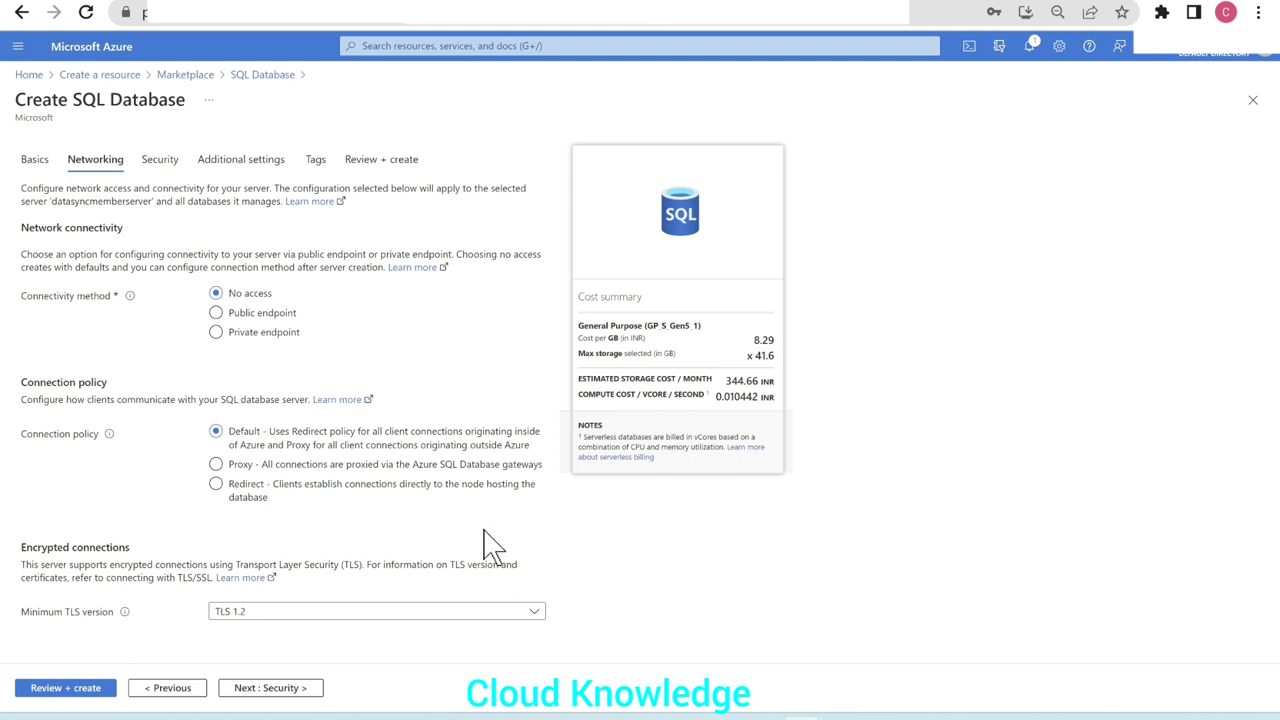 C
Microsoft Azure
Search resources, services, and docs (G+/)
1
Home > Create a resource > Marketplace > SQL Database >
Create SQL Database ...
Microsoft
Basics Networking Security Additional settings Tags Review + create
Configure network access and connectivity for your server. The configuration selected below will apply to the selected
server 'datasyncmemberserver' and all databases it manages. Learn more
Network connectivity
Choose an option for configuring connectivity to your server via public endpoint or private endpoint. Choosing no access
creates with defaults and you can configure connection method after server creation. Learn more
Connectivity method *
No access
Public endpoint
Private endpoint
Connection policy
Configure how clients communicate with your SQL database server. Learn more
Connection policy
Default - Uses Redirect policy for all client connections originating inside
of Azure and Proxy for all client connections originating outside Azure
Proxy - All connections are proxied via the Azure SQL Database gateways
Redirect - Clients establish connections directly to the node hosting the
database
Encrypted connections
This server supports encrypted connections using Transport Layer Security (TLS). For information on TLS version and
certificates, refer to connecting with TLS/SSL. Learn more
Minimum TLS version
TLS 1.2
SQL
Cost summary
General Purpose (GP_S_Gen5_1)
Cost per GB (in INR) 8.29
Max storage selected (in GB) x 41.6
ESTIMATED STORAGE COST / MONTH 344.66 INR
COMPUTE COST / VCORE / SECOND 1 0.010442 INR
NOTES
1 Serverless databases are billed in vCores based on a
combination of CPU and memory utilization. Learn more
about serverless billing
Review + create < Previous Next : Security >
Cloud Knowledge